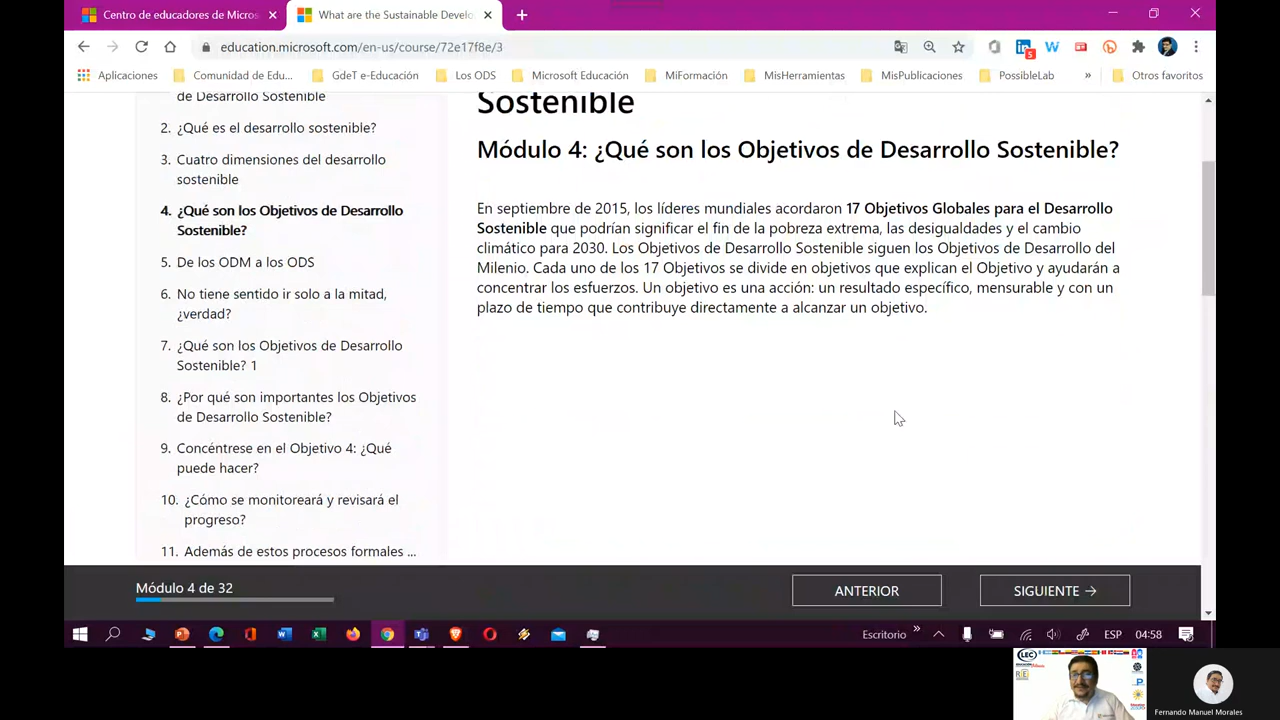 Centro de educadores de Micros
What are the Sustainable Develo
education.microsoft.com/en-us/course/72e17f8e/3
5
Aplicaciones
Comunidad de Edu...
GdeT e-Educación
Los ODS
Microsoft Educación
MiFormación
MisHerramientas
MisPublicaciones
PossibleLab
»
Otros favoritos
de Desarrollo Sostenible
2. ¿Qué es el desarrollo sostenible?
3. Cuatro dimensiones del desarrollo
sostenible
4. ¿Qué son los Objetivos de Desarrollo
Sostenible?
5. De los ODM a los ODS
6. No tiene sentido ir solo a la mitad,
¿verdad?
7. ¿Qué son los Objetivos de Desarrollo
Sostenible? 1
8. ¿Por qué son importantes los Objetivos
de Desarrollo Sostenible?
9. Concéntrese en el Objetivo 4: ¿Qué
puede hacer?
10. ¿Cómo se monitoreará y revisará el
progreso?
11. Además de estos procesos formales ...
Sostenible
Módulo 4: ¿Qué son los Objetivos de Desarrollo Sostenible?
En septiembre de 2015, los líderes mundiales acordaron 17 Objetivos Globales para el Desarrollo
Sostenible que podrían significar el fin de la pobreza extrema, las desigualdades y el cambio
climático para 2030. Los Objetivos de Desarrollo Sostenible siguen los Objetivos de Desarrollo del
Milenio. Cada uno de los 17 Objetivos se divide en objetivos que explican el Objetivo y ayudarán a
concentrar los esfuerzos. Un objetivo es una acción: un resultado específico, mensurable y con un
plazo de tiempo que contribuye directamente a alcanzar un objetivo.
Módulo 4 de 32
ANTERIOR
SIGUIENTE →
Escritorio »
ESP
04:58
LEC
RE
Fernando Manuel Morales